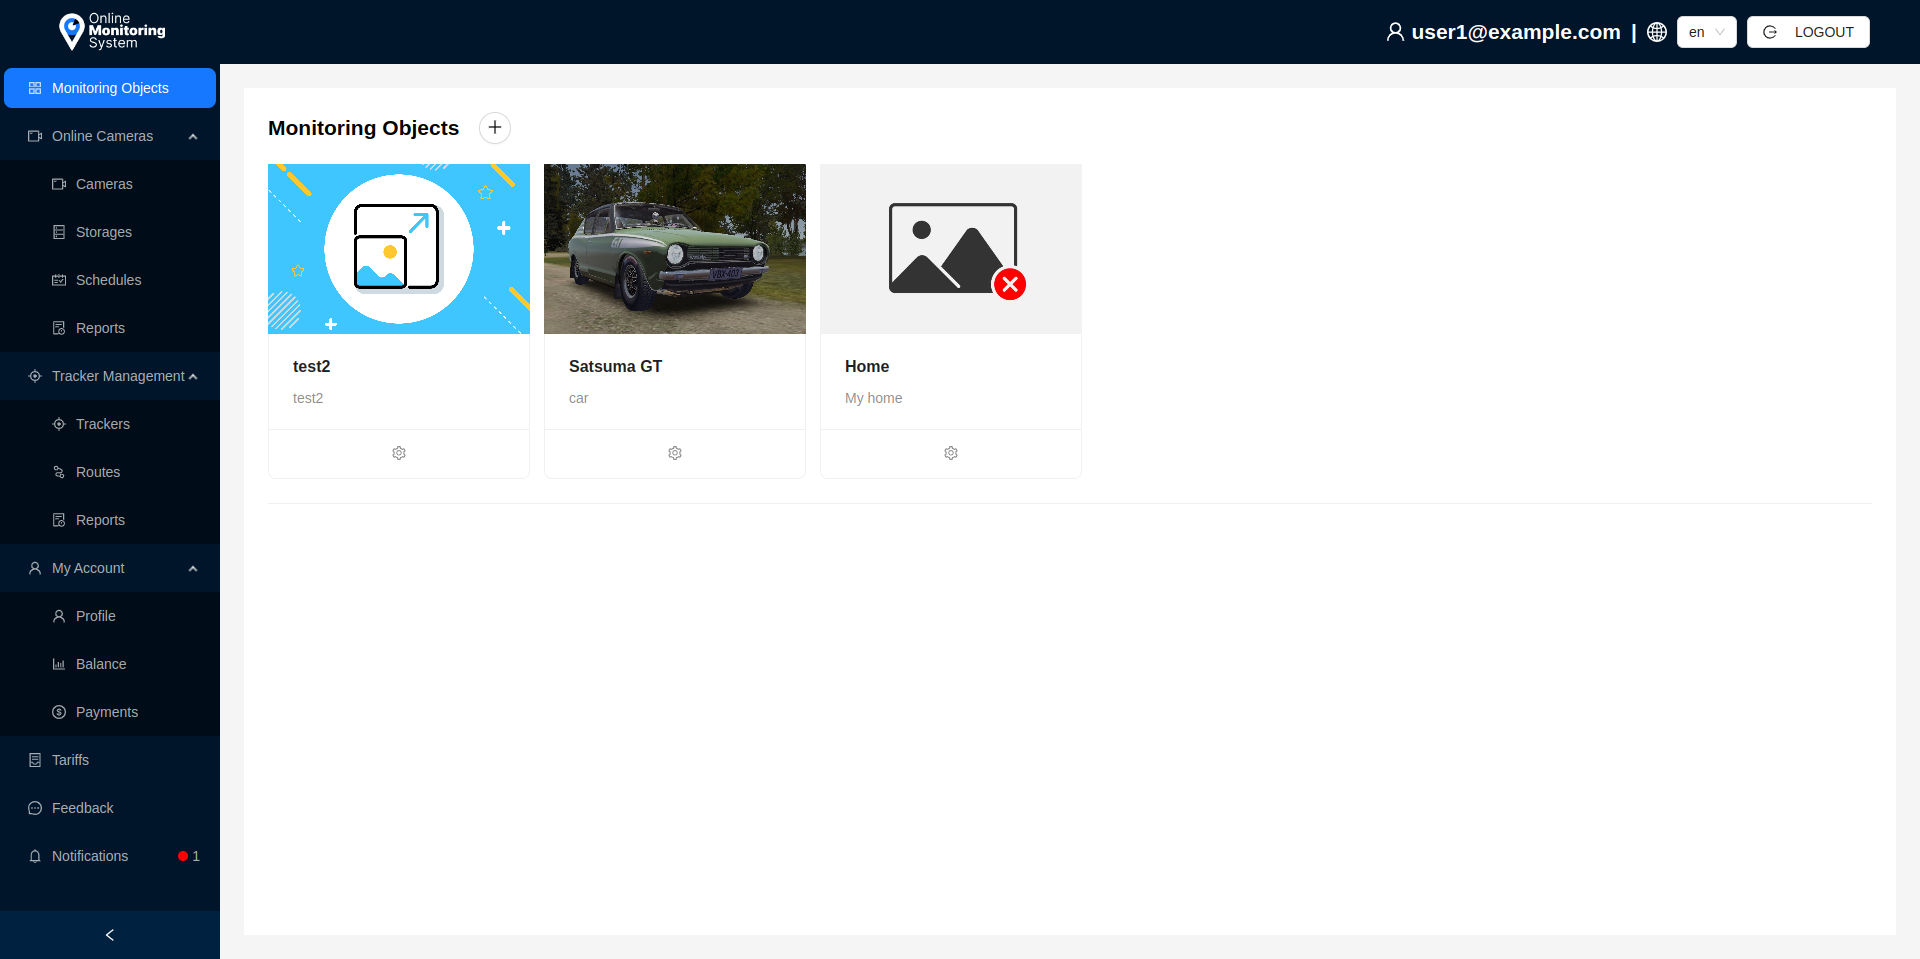 Online
Monitoring
System
user1@example.com |
en
LOGOUT
Monitoring Objects
Online Cameras
Cameras
Storages
Schedules
Reports
Tracker Management
Trackers
Routes
Reports
My Account
Profile
Balance
Payments
Tariffs
Feedback
Notifications 1
Monitoring Objects
test2
test2
Satsuma GT
car
Home
My home